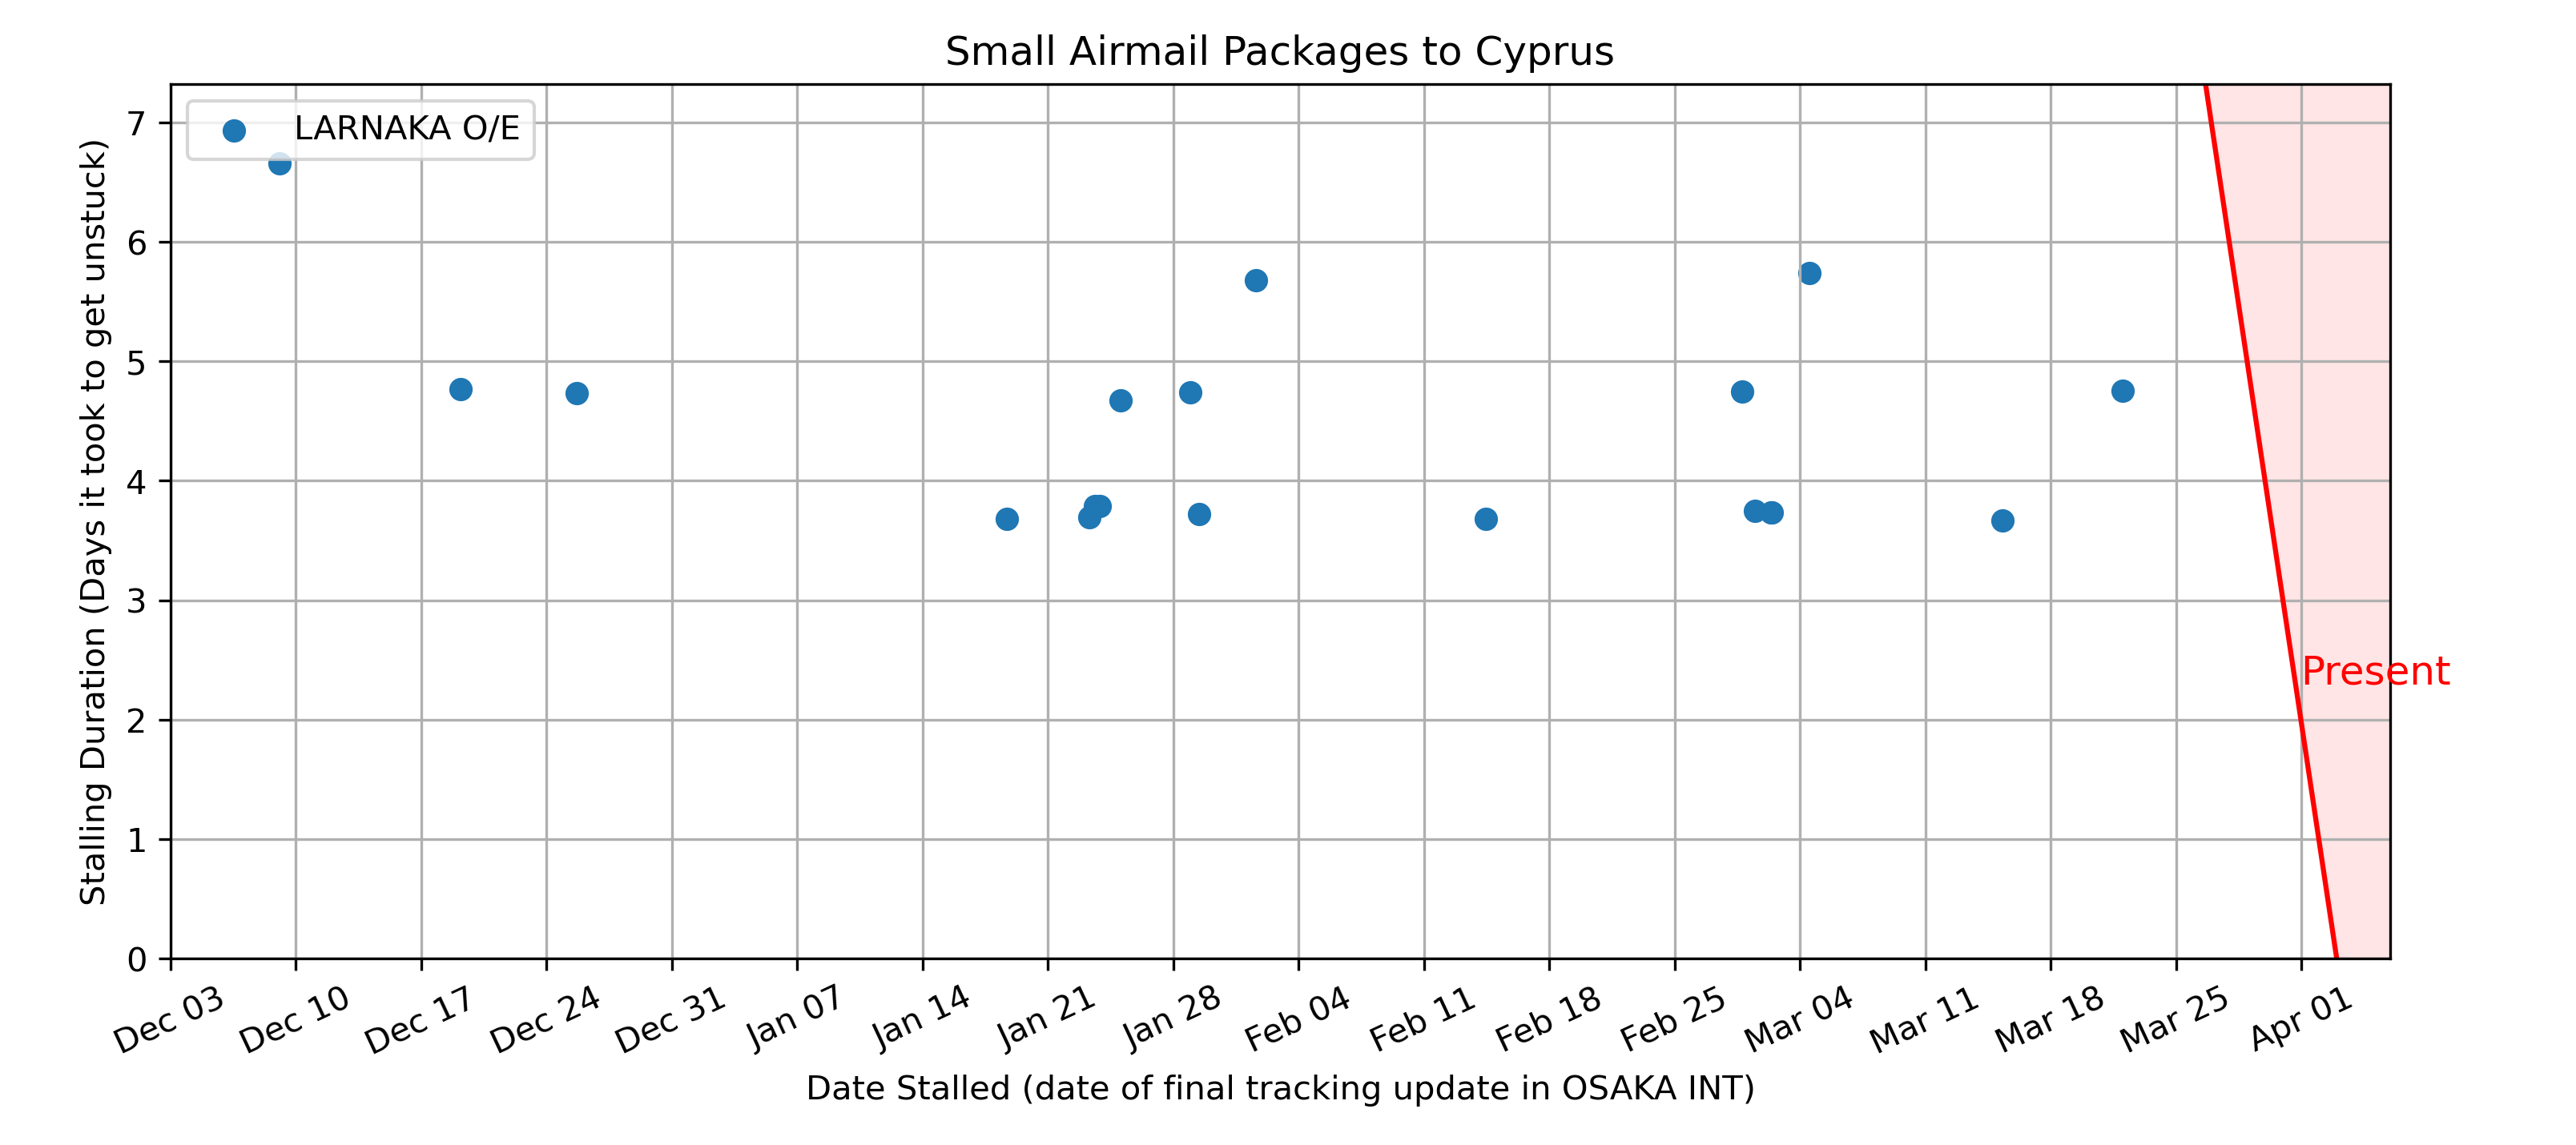 Small Airmail Packages to Cyprus
LARNAKA O/E
Stalling Duration (Days it took to get unstuck)
7
6
5
4
3
2
1
0
Present
Dec 03
Dec 10
Dec 17
Dec 24
Dec 31
Jan 07
Jan 14
Jan 21
Jan 28
Feb 04
Feb 11
Feb 18
Feb 25
Mar 04
Mar 11
Mar 18
Mar 25
Apr 01
Date Stalled (date of final tracking update in OSAKA INT)